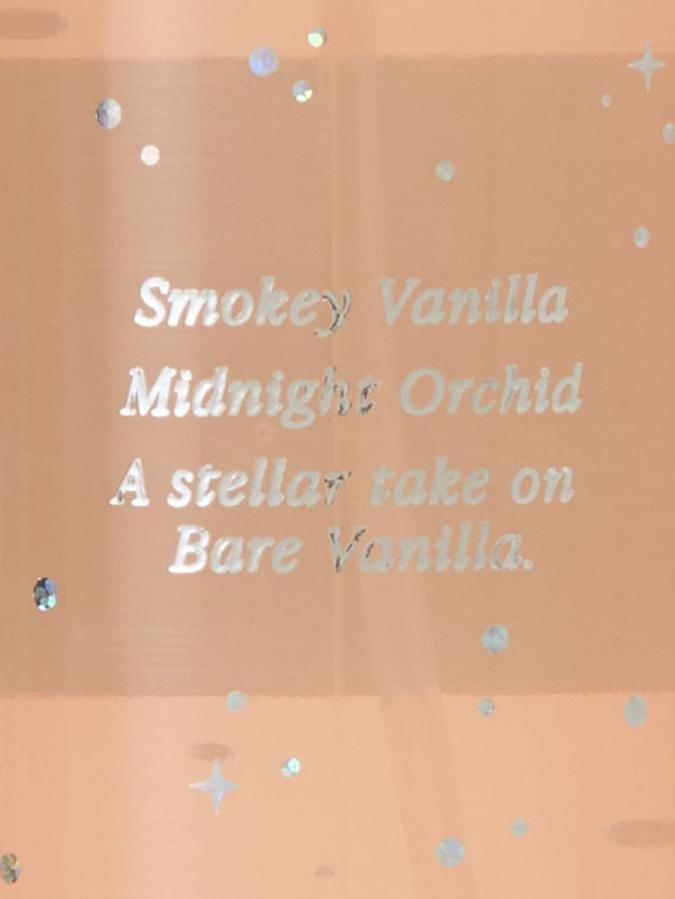 Smokey Vanilla
Midnight Orchid
A stellar take on
Bare Vanilla.